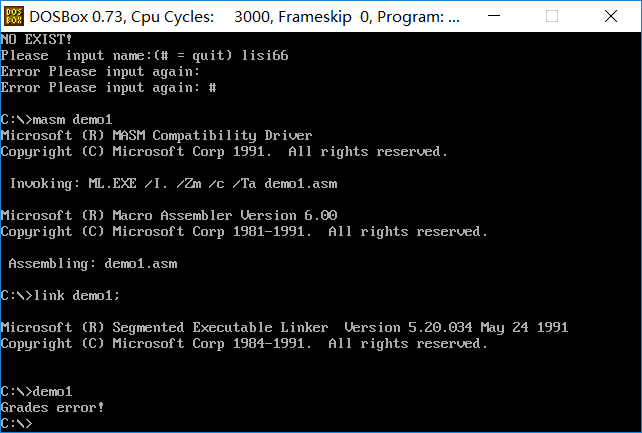 DOS BOX DOSBox 0.73, Cpu Cycles: 3000, Frameskip 0, Program: ...
NO EXIST!
Please  input name:(# = quit) lisi66
Error Please input again:
Error Please input again: #
C:\>masm demo1
Microsoft (R) MASM Compatibility Driver
Copyright (C) Microsoft Corp 1991.  All rights reserved.
Invoking: ML.EXE /I. /Zm /c /Ta demo1.asm
Microsoft (R) Macro Assembler Version 6.00
Copyright (C) Microsoft Corp 1981-1991.  All rights reserved.
Assembling: demo1.asm
C:\>link demo1;
Microsoft (R) Segmented Executable Linker  Version 5.20.034 May 24 1991
Copyright (C) Microsoft Corp 1984-1991.  All rights reserved.
C:\>demo1
Grades error!
C:\>